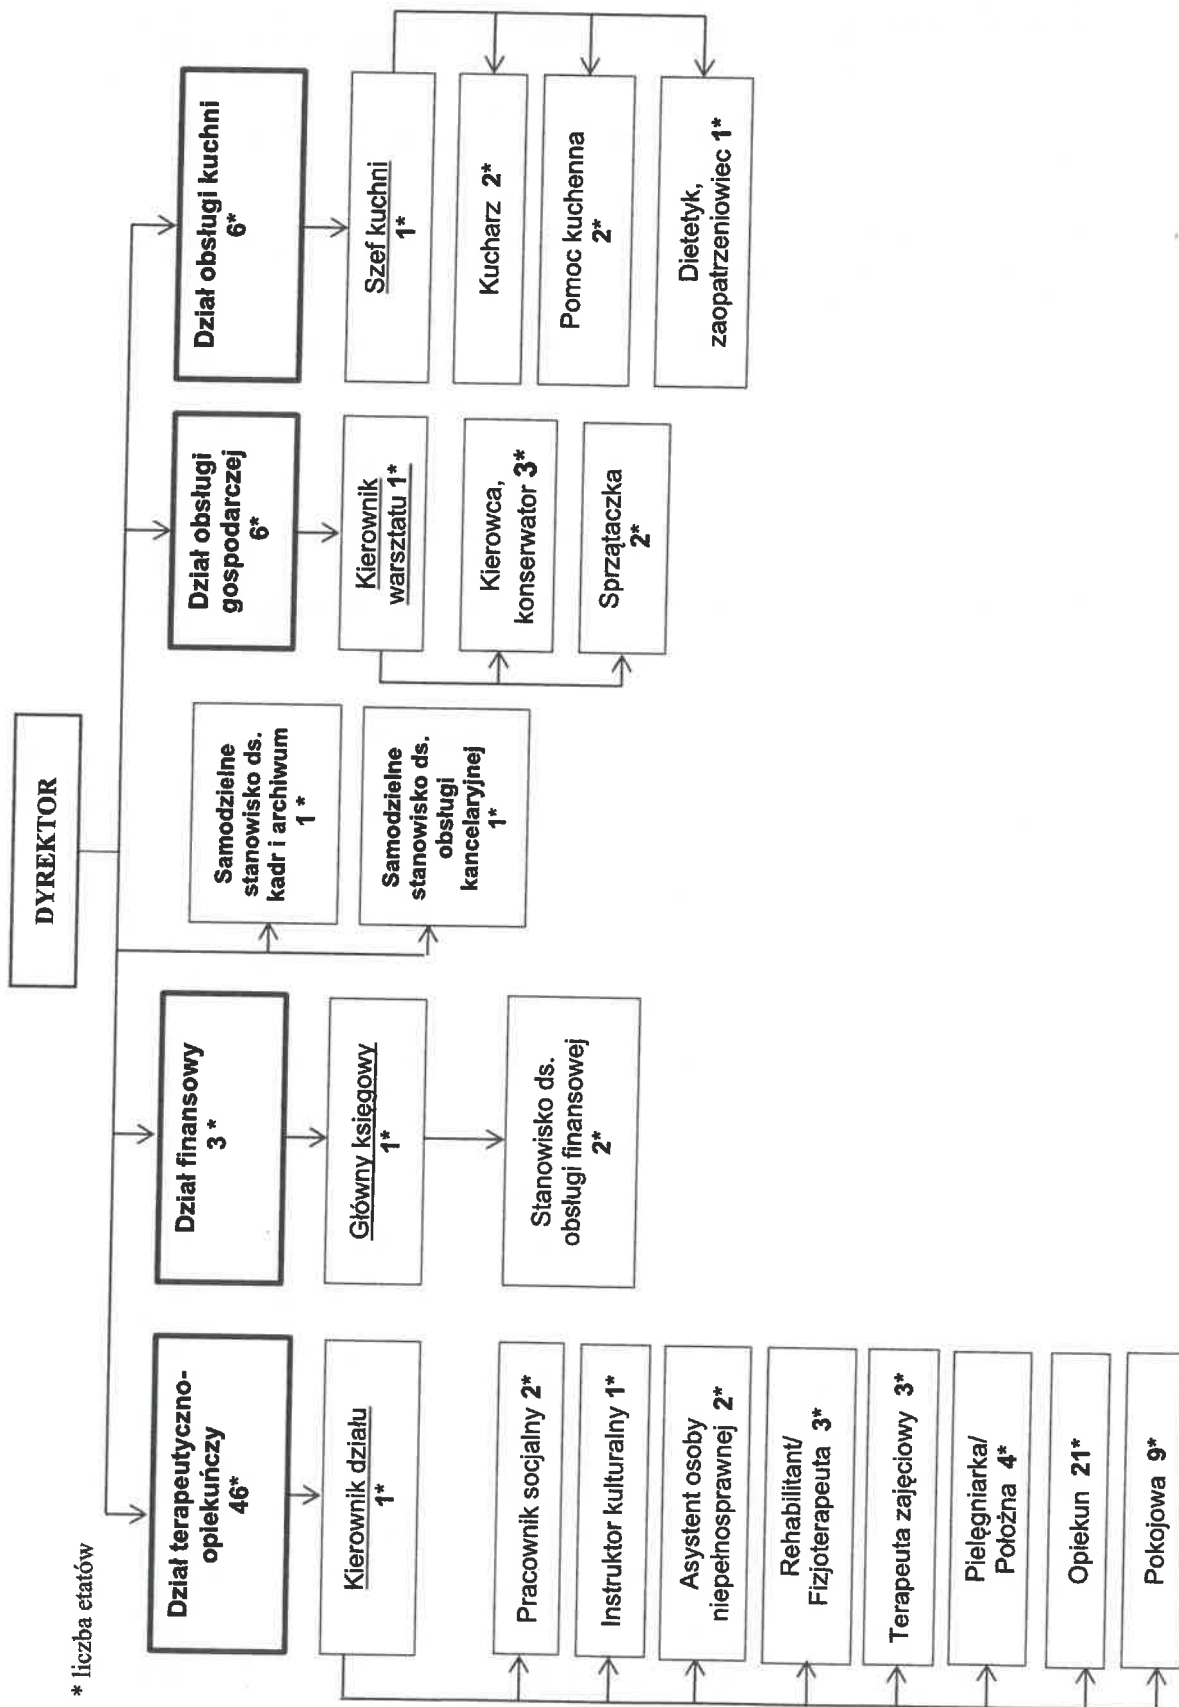 * liczba etatów
DYREKTOR
Dział terapeutyczno-
opiekuńczy
46*
Kierownik działu
1*
Pracownik socjalny 2*
Instruktor kulturalny 1*
Asystent osoby
niepełnosprawnej 2*
Rehabilitant/
Fizjoterapeuta 3*
Terapeuta zajęciowy 3*
Pielęgniarka/
Położna 4*
Opiekun 21*
Pokojowa 9*
Dział finansowy
3 *
Główny księgowy
1*
Stanowisko ds.
obsługi finansowej
2*
Samodzielne
stanowisko ds.
kadr i archiwum
1 *
Samodzielne
stanowisko ds.
obsługi
kancelaryjnej
1*
Dział obsługi
gospodarczej
6*
Kierownik
warsztatu 1*
Kierowca,
konserwator 3*
Sprzątaczka
2*
Dział obsługi kuchni
6*
Szef kuchni
1*
Kucharz 2*
Pomoc kuchenna
2*
Dietetyk,
zaopatrzeniowiec 1*